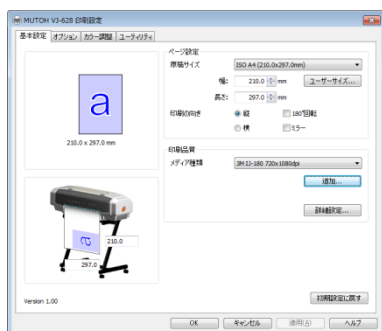 MUTOH VJ-628 印刷設定
基本設定 オプション カラー調整 ユーティリティ
ページ設定
原稿サイズ ISO A4 (210.0x297.0mm)
幅: 210.0 mm ユーザーサイズ...
長さ: 297.0 mm
印刷の向き 縦 180°回転
横 ミラー
a
210.0 x 297.0 mm
印刷品質
メディア種類 3M IJ-180 720x1080dpi
追加...
詳細設定...
a
210.0
297.0
Version 1.00
初期設定に戻す
OK キャンセル 適用(A) ヘルプ